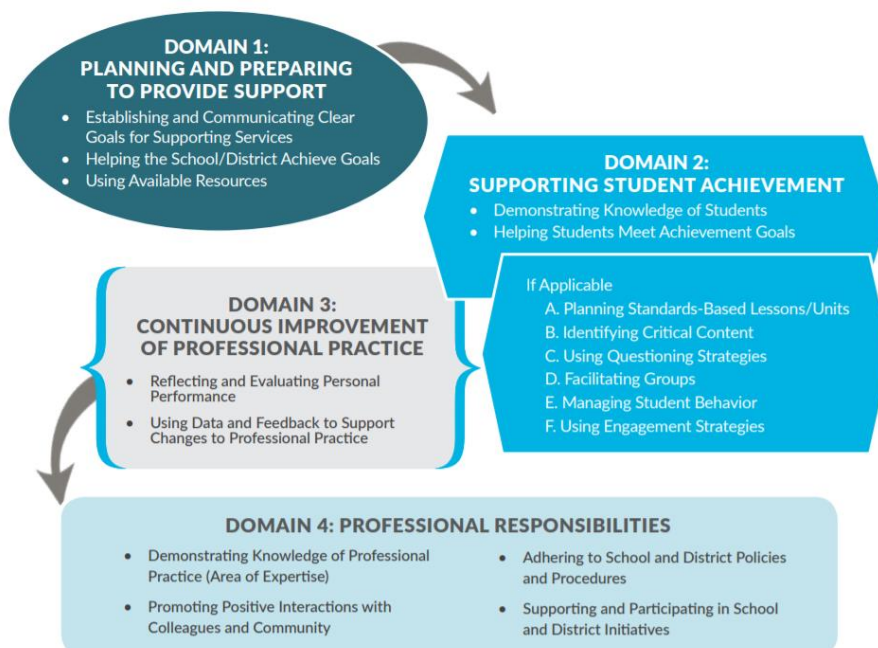 DOMAIN 1:
PLANNING AND PREPARING
TO PROVIDE SUPPORT
• Establishing and Communicating Clear
Goals for Supporting Services
• Helping the School/District Achieve Goals
• Using Available Resources
DOMAIN 2:
SUPPORTING STUDENT ACHIEVEMENT
• Demonstrating Knowledge of Students
• Helping Students Meet Achievement Goals
If Applicable
A. Planning Standards-Based Lessons/Units
B. Identifying Critical Content
C. Using Questioning Strategies
D. Facilitating Groups
E. Managing Student Behavior
F. Using Engagement Strategies
DOMAIN 3:
CONTINUOUS IMPROVEMENT
OF PROFESSIONAL PRACTICE
• Reflecting and Evaluating Personal
Performance
• Using Data and Feedback to Support
Changes to Professional Practice
DOMAIN 4: PROFESSIONAL RESPONSIBILITIES
• Demonstrating Knowledge of Professional
Practice (Area of Expertise)
• Promoting Positive Interactions with
Colleagues and Community
• Adhering to School and District Policies
and Procedures
• Supporting and Participating in School
and District Initiatives